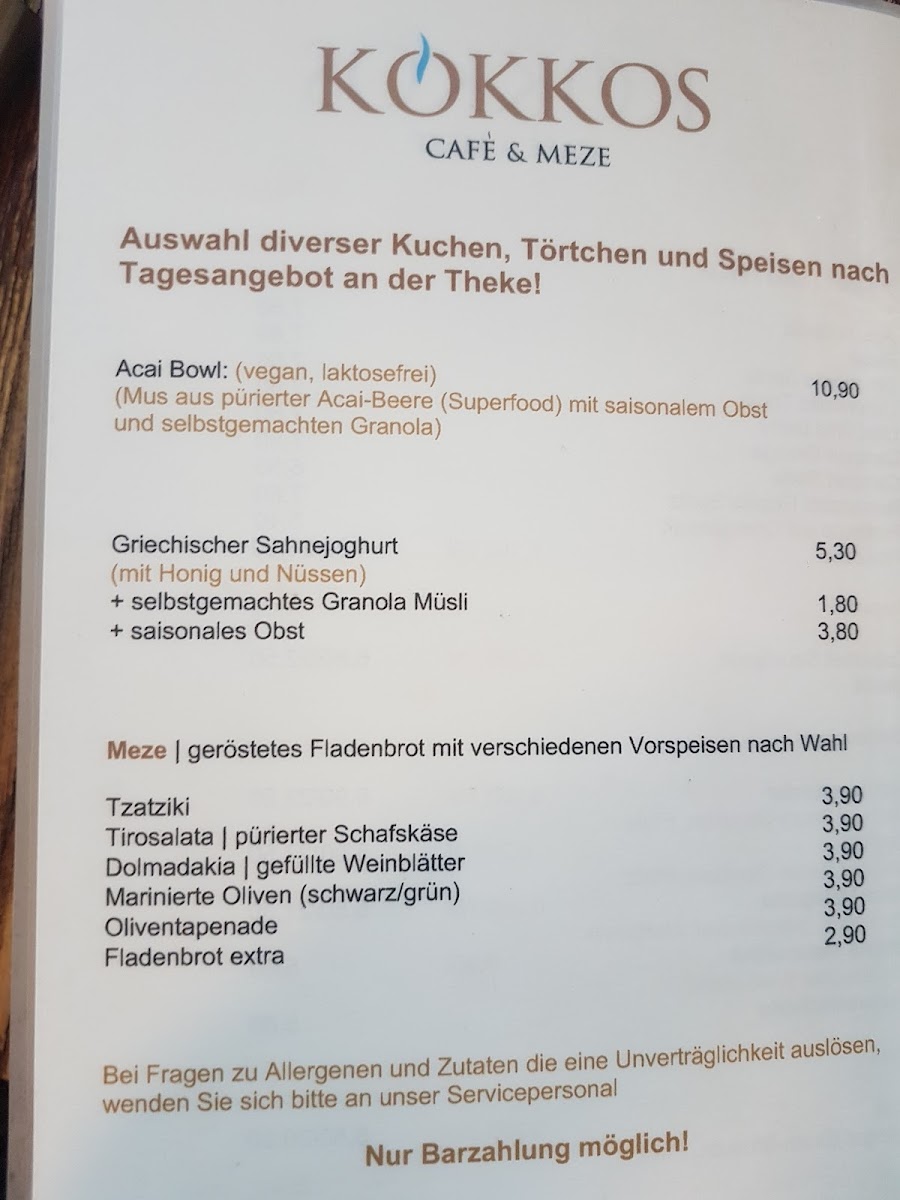 KOKKOS
CAFÈ & MEZE
Auswahl diverser Kuchen, Törtchen und Speisen nach
Tagesangebot an der Theke!
Acai Bowl: (vegan, laktosefrei) 10,90
(Mus aus pürierter Acai-Beere (Superfood) mit saisonalem Obst
und selbstgemachten Granola)
Griechischer Sahnejoghurt 5,30
(mit Honig und Nüssen)
+ selbstgemachtes Granola Müsli 1,80
+ saisonales Obst 3,80
Meze | geröstetes Fladenbrot mit verschiedenen Vorspeisen nach Wahl
Tzatziki 3,90
Tirosalata | pürierter Schafskäse 3,90
Dolmadakia | gefüllte Weinblätter 3,90
Marinierte Oliven (schwarz/grün) 3,90
Oliventapenade 3,90
Fladenbrot extra 2,90
Bei Fragen zu Allergenen und Zutaten die eine Unverträglichkeit auslösen,
wenden Sie sich bitte an unser Servicepersonal
Nur Barzahlung möglich!